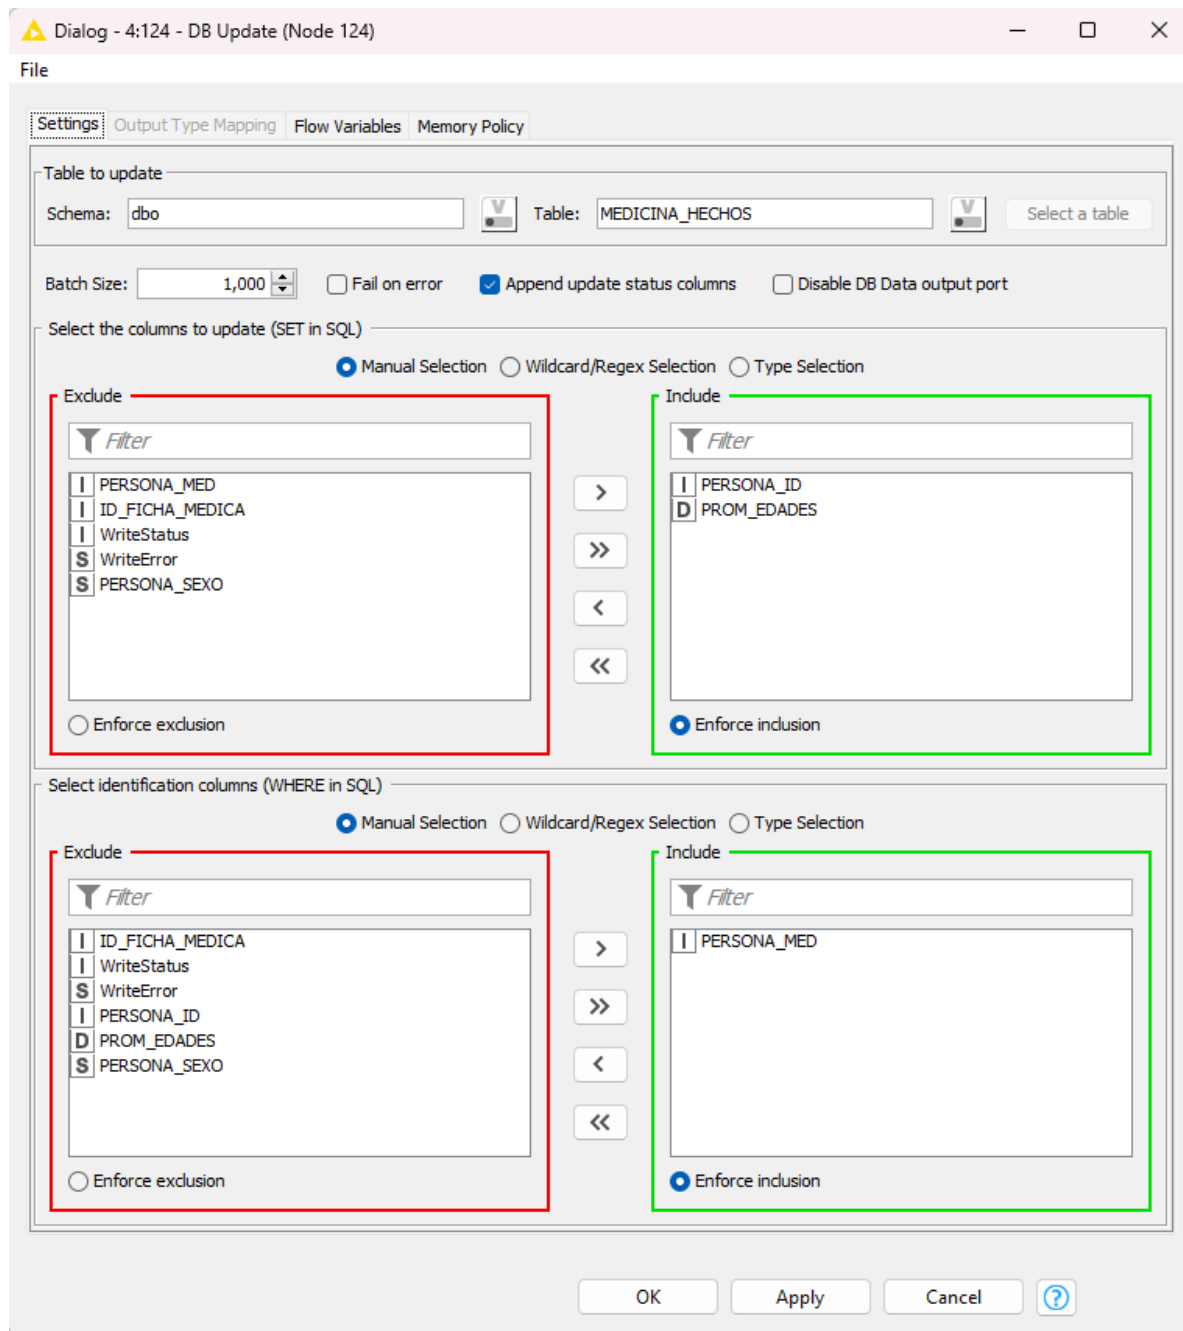 Dialog - 4:124 - DB Update (Node 124)
File
Settings Output Type Mapping Flow Variables Memory Policy
Table to update
Schema: dbo V Table: MEDICINA_HECHOS V Select a table
Batch Size: 1,000 Fail on error Append update status columns Disable DB Data output port
Select the columns to update (SET in SQL)
Manual Selection Wildcard/Regex Selection Type Selection
Exclude Include
Filter Filter
I PERSONA_MED I PERSONA_ID
I ID_FICHA_MEDICA D PROM_EDADES
I WriteStatus
S WriteError
S PERSONA_SEXO
Enforce exclusion Enforce inclusion
Select identification columns (WHERE in SQL)
Manual Selection Wildcard/Regex Selection Type Selection
Exclude Include
Filter Filter
I ID_FICHA_MEDICA I PERSONA_MED
I WriteStatus
S WriteError
I PERSONA_ID
D PROM_EDADES
S PERSONA_SEXO
Enforce exclusion Enforce inclusion
OK Apply Cancel ?